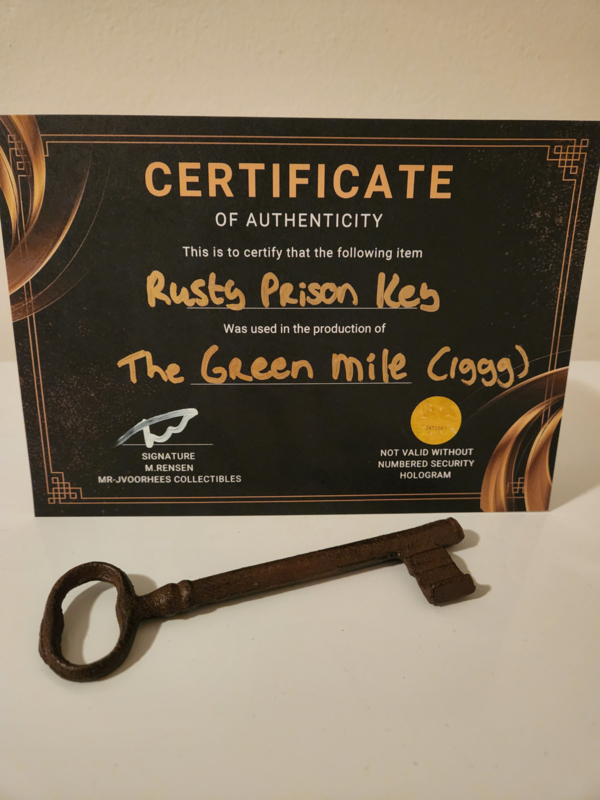 CERTIFICATE
OF AUTHENTICITY
This is to certify that the following item
Rusty Prison Key
Was used in the production of
The Green Mile (1999)
SIGNATURE
M.RENSEN
MR-JVOORHEES COLLECTIBLES
NOT VALID WITHOUT
NUMBERED SECURITY
HOLOGRAM